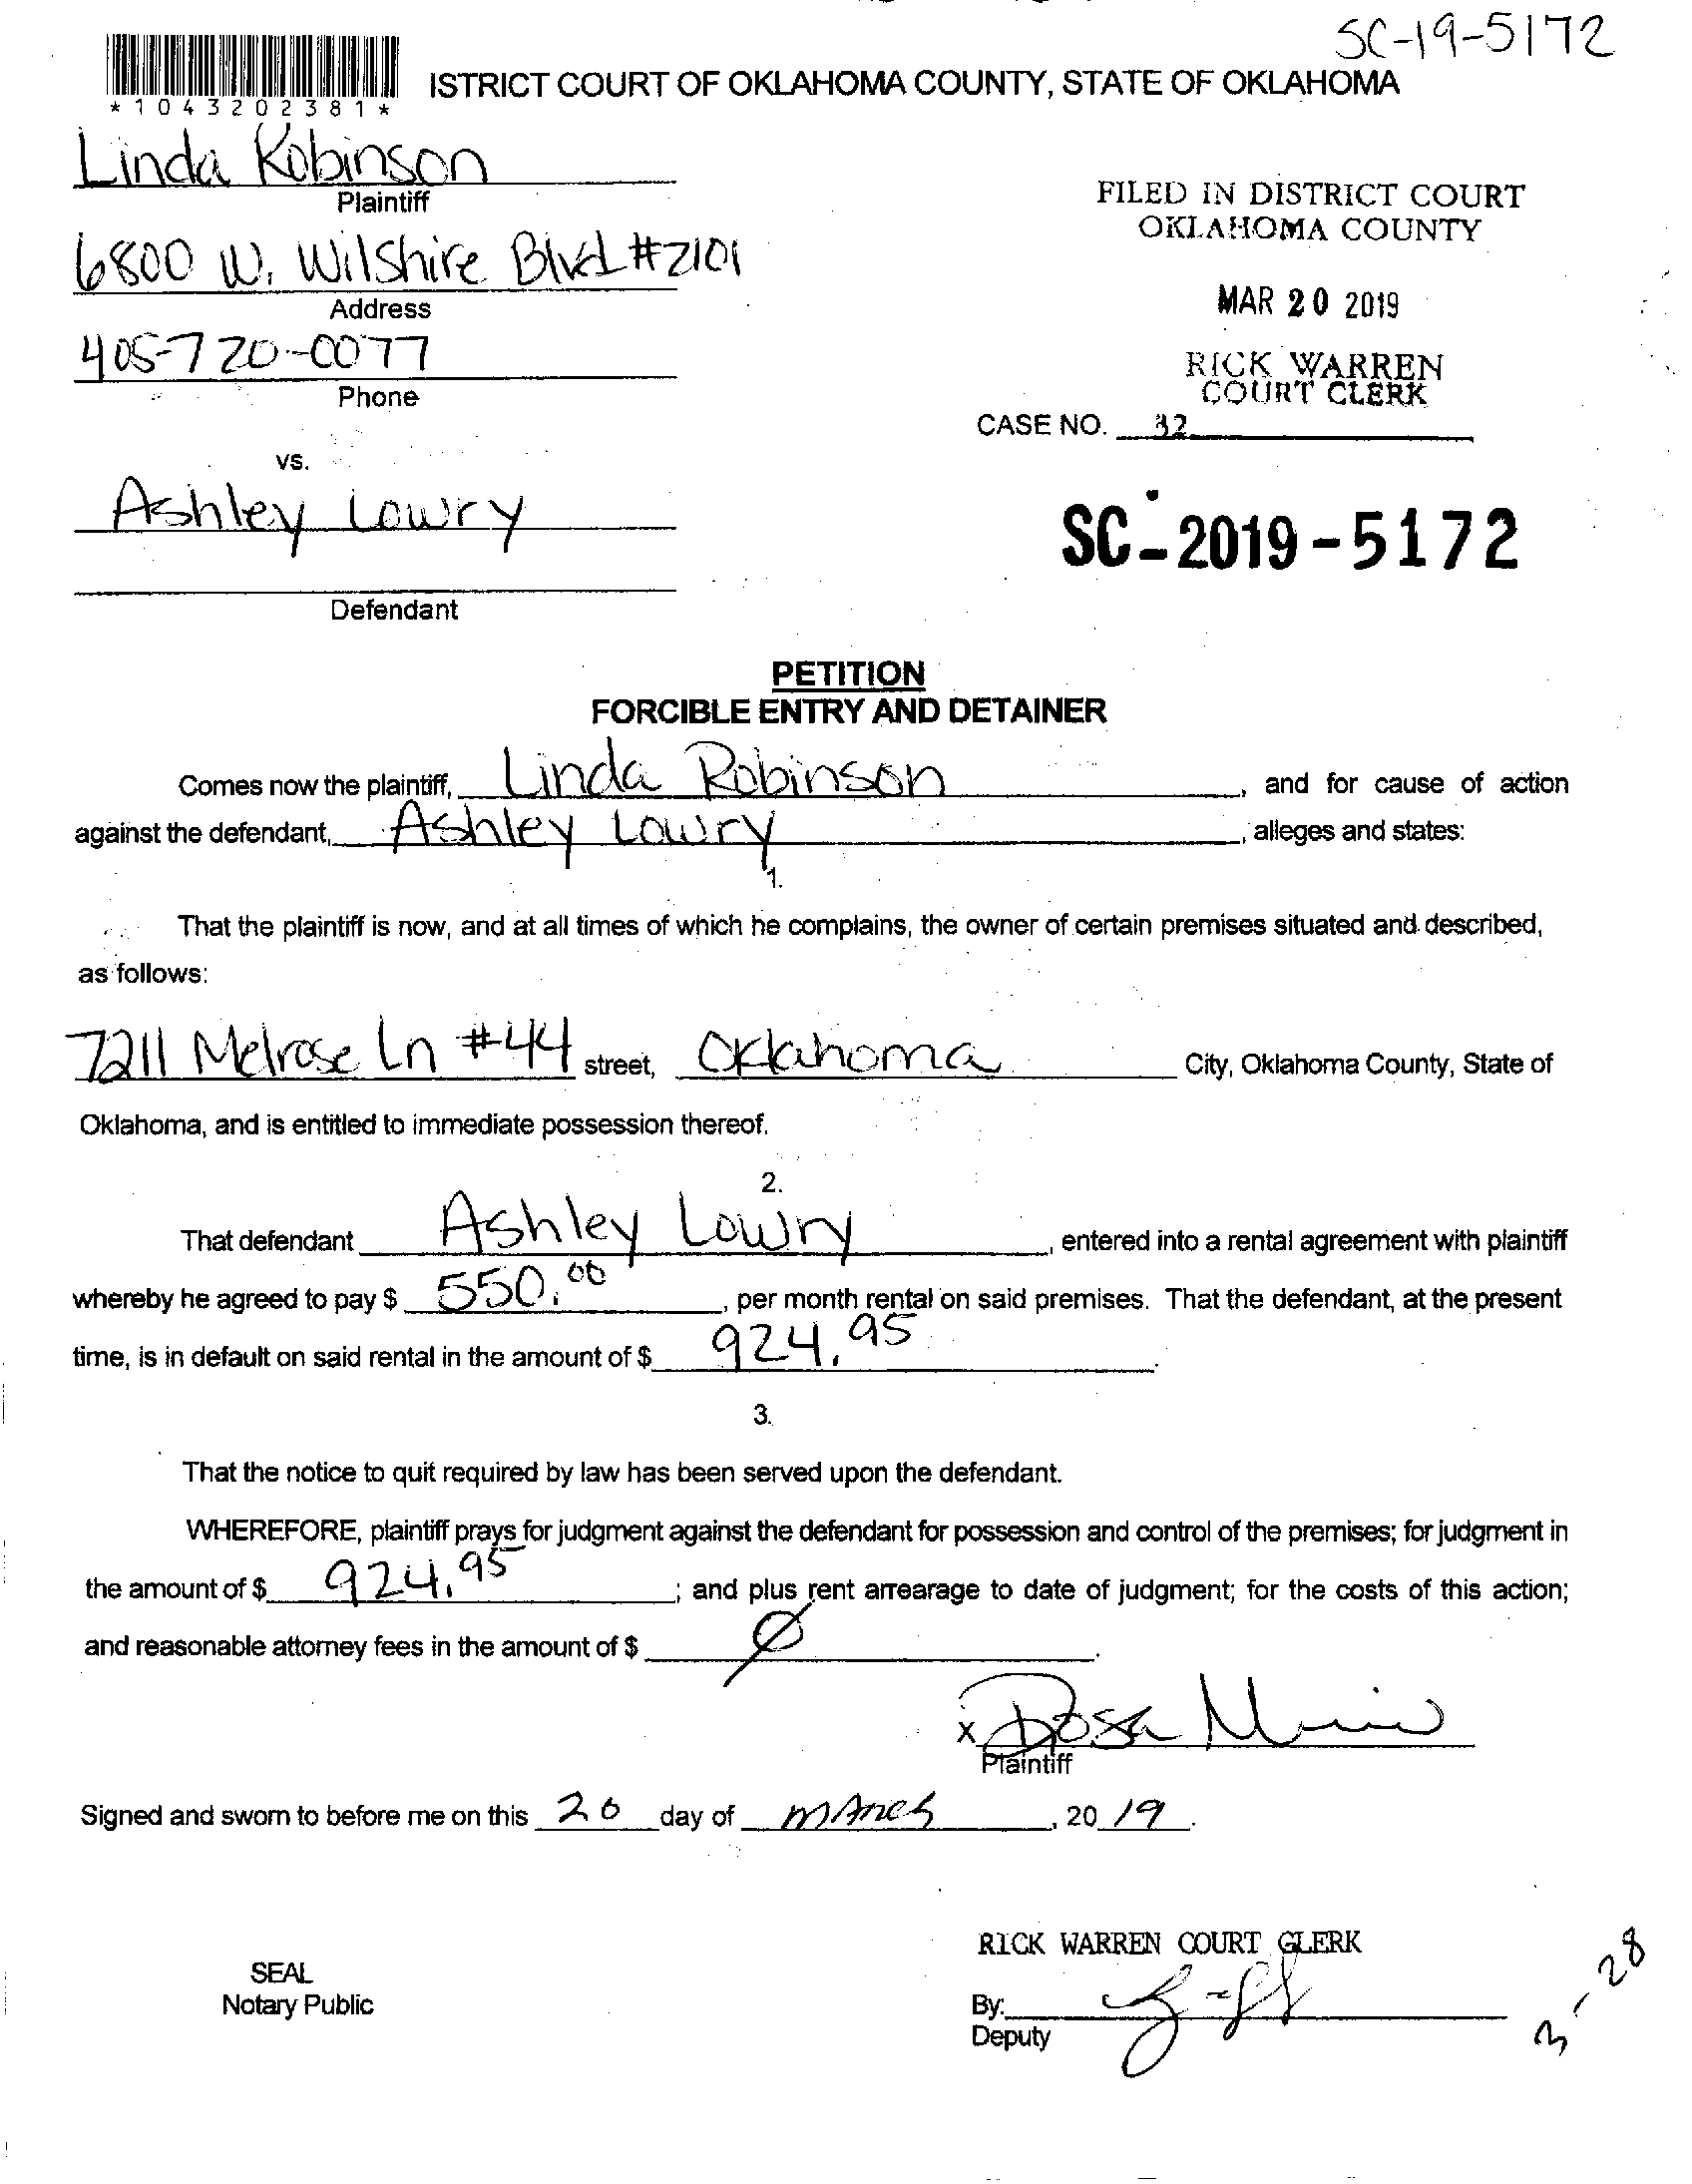 SC-19-5172
ISTRICT COURT OF OKLAHOMA COUNTY, STATE OF OKLAHOMA
*1043202381*
Linda Robinson
Plaintiff
FILED IN DISTRICT COURT
OKLAHOMA COUNTY
6800 W. Wilshire Blvd #2101
Address
MAR 20 2019
405-720-0077
Phone
RICK WARREN
COURT CLERK
CASE NO. 32
vs.
Ashley Lowry
SC-2019-5172
Defendant
PETITION
FORCIBLE ENTRY AND DETAINER
Comes now the plaintiff, Linda Robinson, and for cause of action
against the defendant, Ashley Lowry, alleges and states:
1.
That the plaintiff is now, and at all times of which he complains, the owner of certain premises situated and described,
as follows:
7211 Melrose Ln #44 street, Oklahoma City, Oklahoma County, State of
Oklahoma, and is entitled to immediate possession thereof.
2.
That defendant Ashley Lowry, entered into a rental agreement with plaintiff
whereby he agreed to pay $ 550.00, per month rental on said premises. That the defendant, at the present
time, is in default on said rental in the amount of $ 924.95.
3.
That the notice to quit required by law has been served upon the defendant.
WHEREFORE, plaintiff prays for judgment against the defendant for possession and control of the premises; for judgment in
the amount of $ 924.95; and plus rent arrearage to date of judgment; for the costs of this action;
and reasonable attorney fees in the amount of $ Ø.
X
Plaintiff
Signed and sworn to before me on this 20 day of March, 20 19.
RICK WARREN COURT CLERK
SEAL
Notary Public
By:
Deputy
3-28